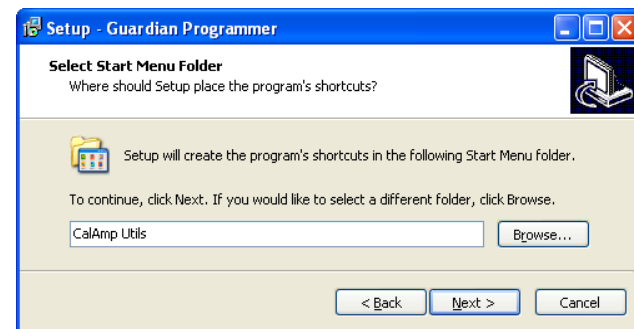 Setup - Guardian Programmer
Select Start Menu Folder
Where should Setup place the program's shortcuts?
Setup will create the program's shortcuts in the following Start Menu folder.
To continue, click Next. If you would like to select a different folder, click Browse.
CalAmp Utils
Browse...
< Back
Next >
Cancel